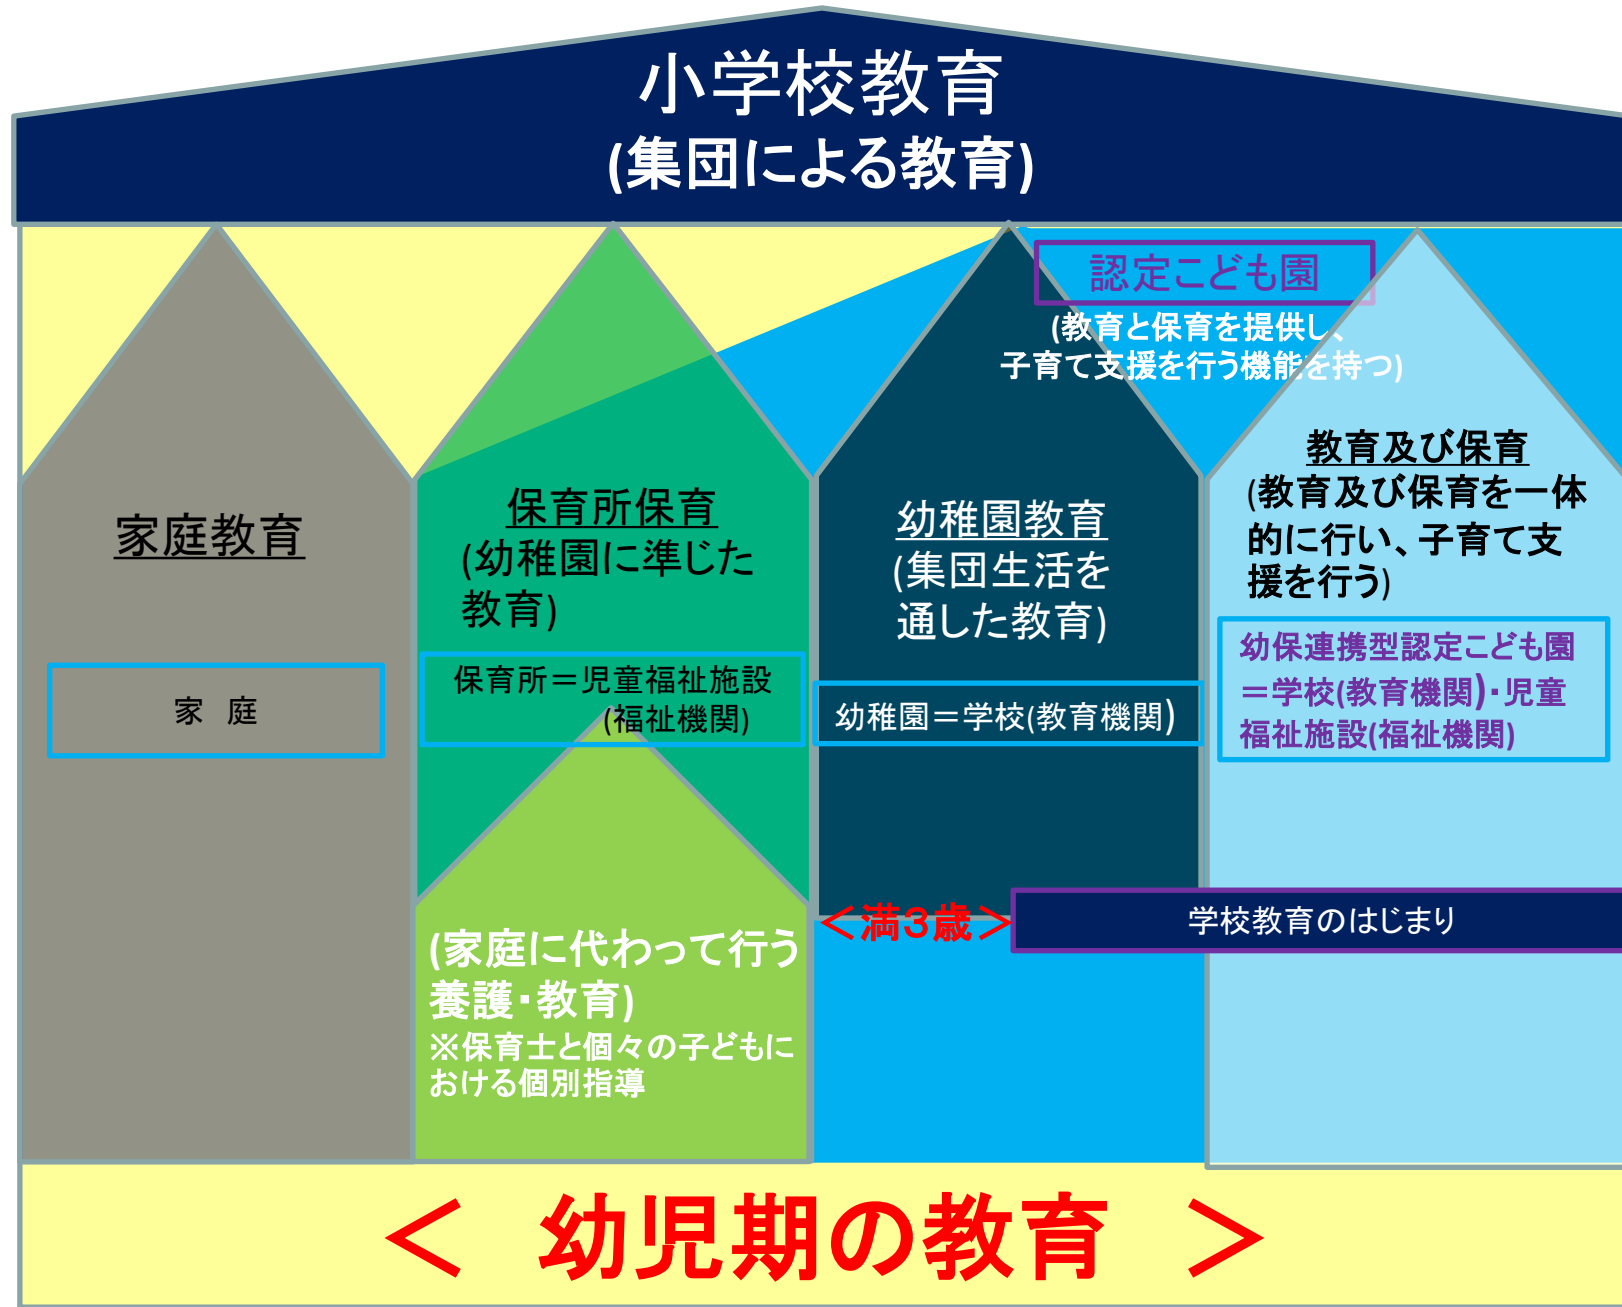 小学校教育
(集団による教育)
認定こども園
(教育と保育を提供し、
子育て支援を行う機能を持つ)
家庭教育
家 庭
保育所保育
(幼稚園に準じた
教育)
保育所＝児童福祉施設
(福祉機関)
(家庭に代わって行う
養護・教育)
※保育士と個々の子どもに
おける個別指導
幼稚園教育
(集団生活を
通した教育)
幼稚園＝学校(教育機関)
教育及び保育
(教育及び保育を一体
的に行い、子育て支
援を行う)
幼保連携型認定こども園
＝学校(教育機関)・児童
福祉施設(福祉機関)
＜満３歳＞
学校教育のはじまり
＜ 幼児期の教育 ＞